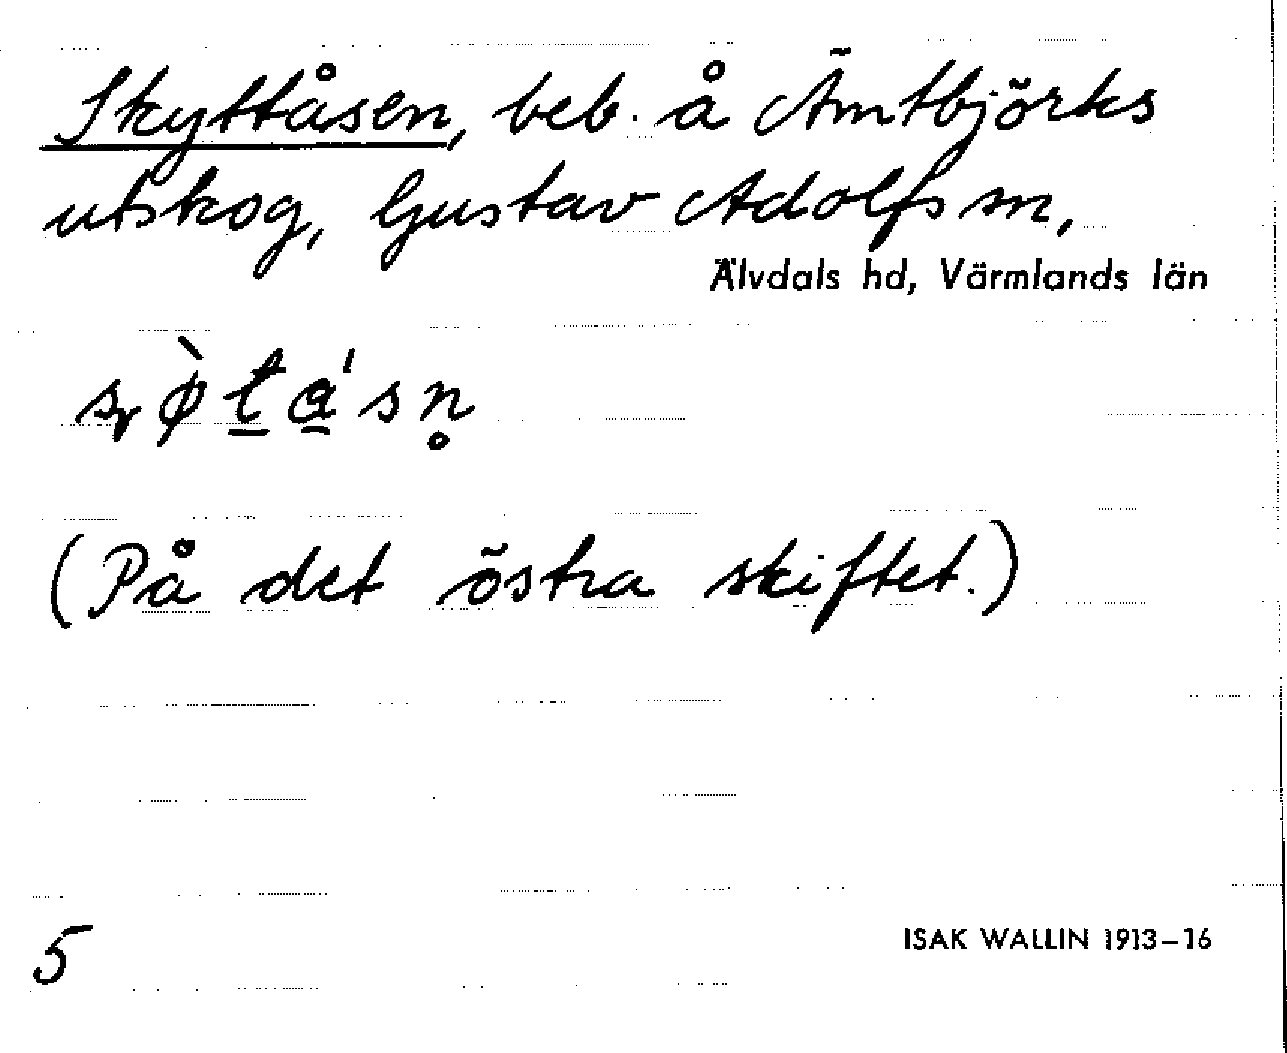 Skyttåsen, beb. å Ämtbjörks
utskog, Gustav Adolfs sn,
Älvdals hd, Värmlands län
(På det östra skiftet.)
5
ISAK WALLIN 1913–16